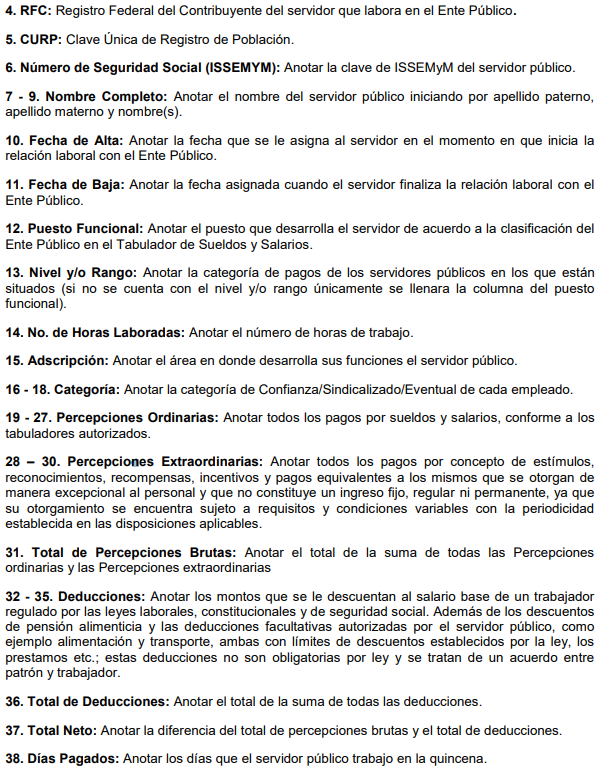 4. RFC: Registro Federal del Contribuyente del servidor que labora en el Ente Público.
5. CURP: Clave Única de Registro de Población.
6. Número de Seguridad Social (ISSEMYM): Anotar la clave de ISSEMyM del servidor público.
7 - 9. Nombre Completo: Anotar el nombre del servidor público iniciando por apellido paterno,
apellido materno y nombre(s).
10. Fecha de Alta: Anotar la fecha que se le asigna al servidor en el momento en que inicia la
relación laboral con el Ente Público.
11. Fecha de Baja: Anotar la fecha asignada cuando el servidor finaliza la relación laboral con el
Ente Público.
12. Puesto Funcional: Anotar el puesto que desarrolla el servidor de acuerdo a la clasificación del
Ente Público en el Tabulador de Sueldos y Salarios.
13. Nivel y/o Rango: Anotar la categoría de pagos de los servidores públicos en los que están
situados (si no se cuenta con el nivel y/o rango únicamente se llenara la columna del puesto
funcional).
14. No. de Horas Laboradas: Anotar el número de horas de trabajo.
15. Adscripción: Anotar el área en donde desarrolla sus funciones el servidor público.
16 - 18. Categoría: Anotar la categoría de Confianza/Sindicalizado/Eventual de cada empleado.
19 - 27. Percepciones Ordinarias: Anotar todos los pagos por sueldos y salarios, conforme a los
tabuladores autorizados.
28 – 30. Percepciones Extraordinarias: Anotar todos los pagos por concepto de estímulos,
reconocimientos, recompensas, incentivos y pagos equivalentes a los mismos que se otorgan de
manera excepcional al personal y que no constituye un ingreso fijo, regular ni permanente, ya que
su otorgamiento se encuentra sujeto a requisitos y condiciones variables con la periodicidad
establecida en las disposiciones aplicables.
31. Total de Percepciones Brutas: Anotar el total de la suma de todas las Percepciones
ordinarias y las Percepciones extraordinarias
32 - 35. Deducciones: Anotar los montos que se le descuentan al salario base de un trabajador
regulado por las leyes laborales, constitucionales y de seguridad social. Además de los descuentos
de pensión alimenticia y las deducciones facultativas autorizadas por el servidor público, como
ejemplo alimentación y transporte, ambas con límites de descuentos establecidos por la ley, los
prestamos etc.; estas deducciones no son obligatorias por ley y se tratan de un acuerdo entre
patrón y trabajador.
36. Total de Deducciones: Anotar el total de la suma de todas las deducciones.
37. Total Neto: Anotar la diferencia del total de percepciones brutas y el total de deducciones.
38. Días Pagados: Anotar los días que el servidor público trabajo en la quincena.